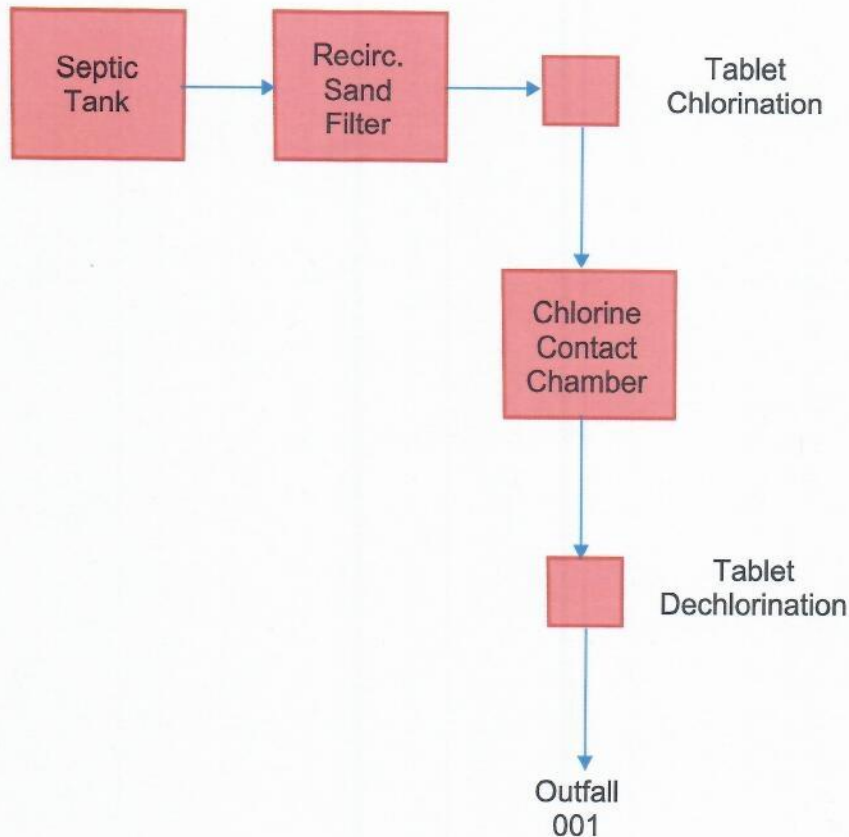 Septic
Tank
Recirc.
Sand
Filter
Tablet
Chlorination
Chlorine
Contact
Chamber
Tablet
Dechlorination
Outfall
001